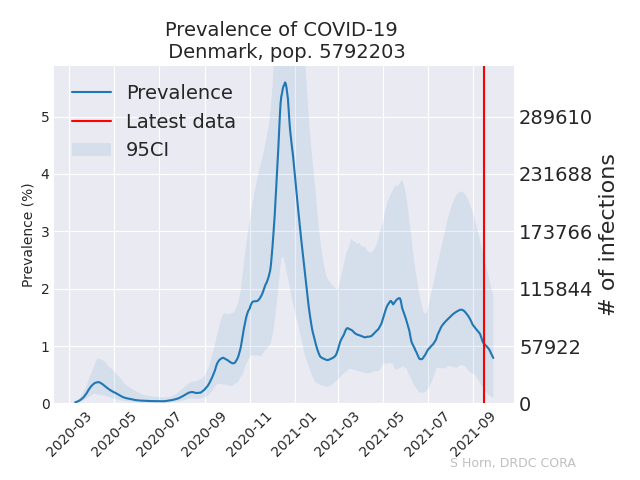 Prevalence of COVID-19
Denmark, pop. 5792203
Prevalence
Latest data
95CI
Prevalence (%)
5
4
3
2
1
0
289610
231688
173766
115844
57922
0
# of infections
2020-03
2020-05
2020-07
2020-09
2020-11
2021-01
2021-03
2021-05
2021-07
2021-09
S Horn, DRDC CORA